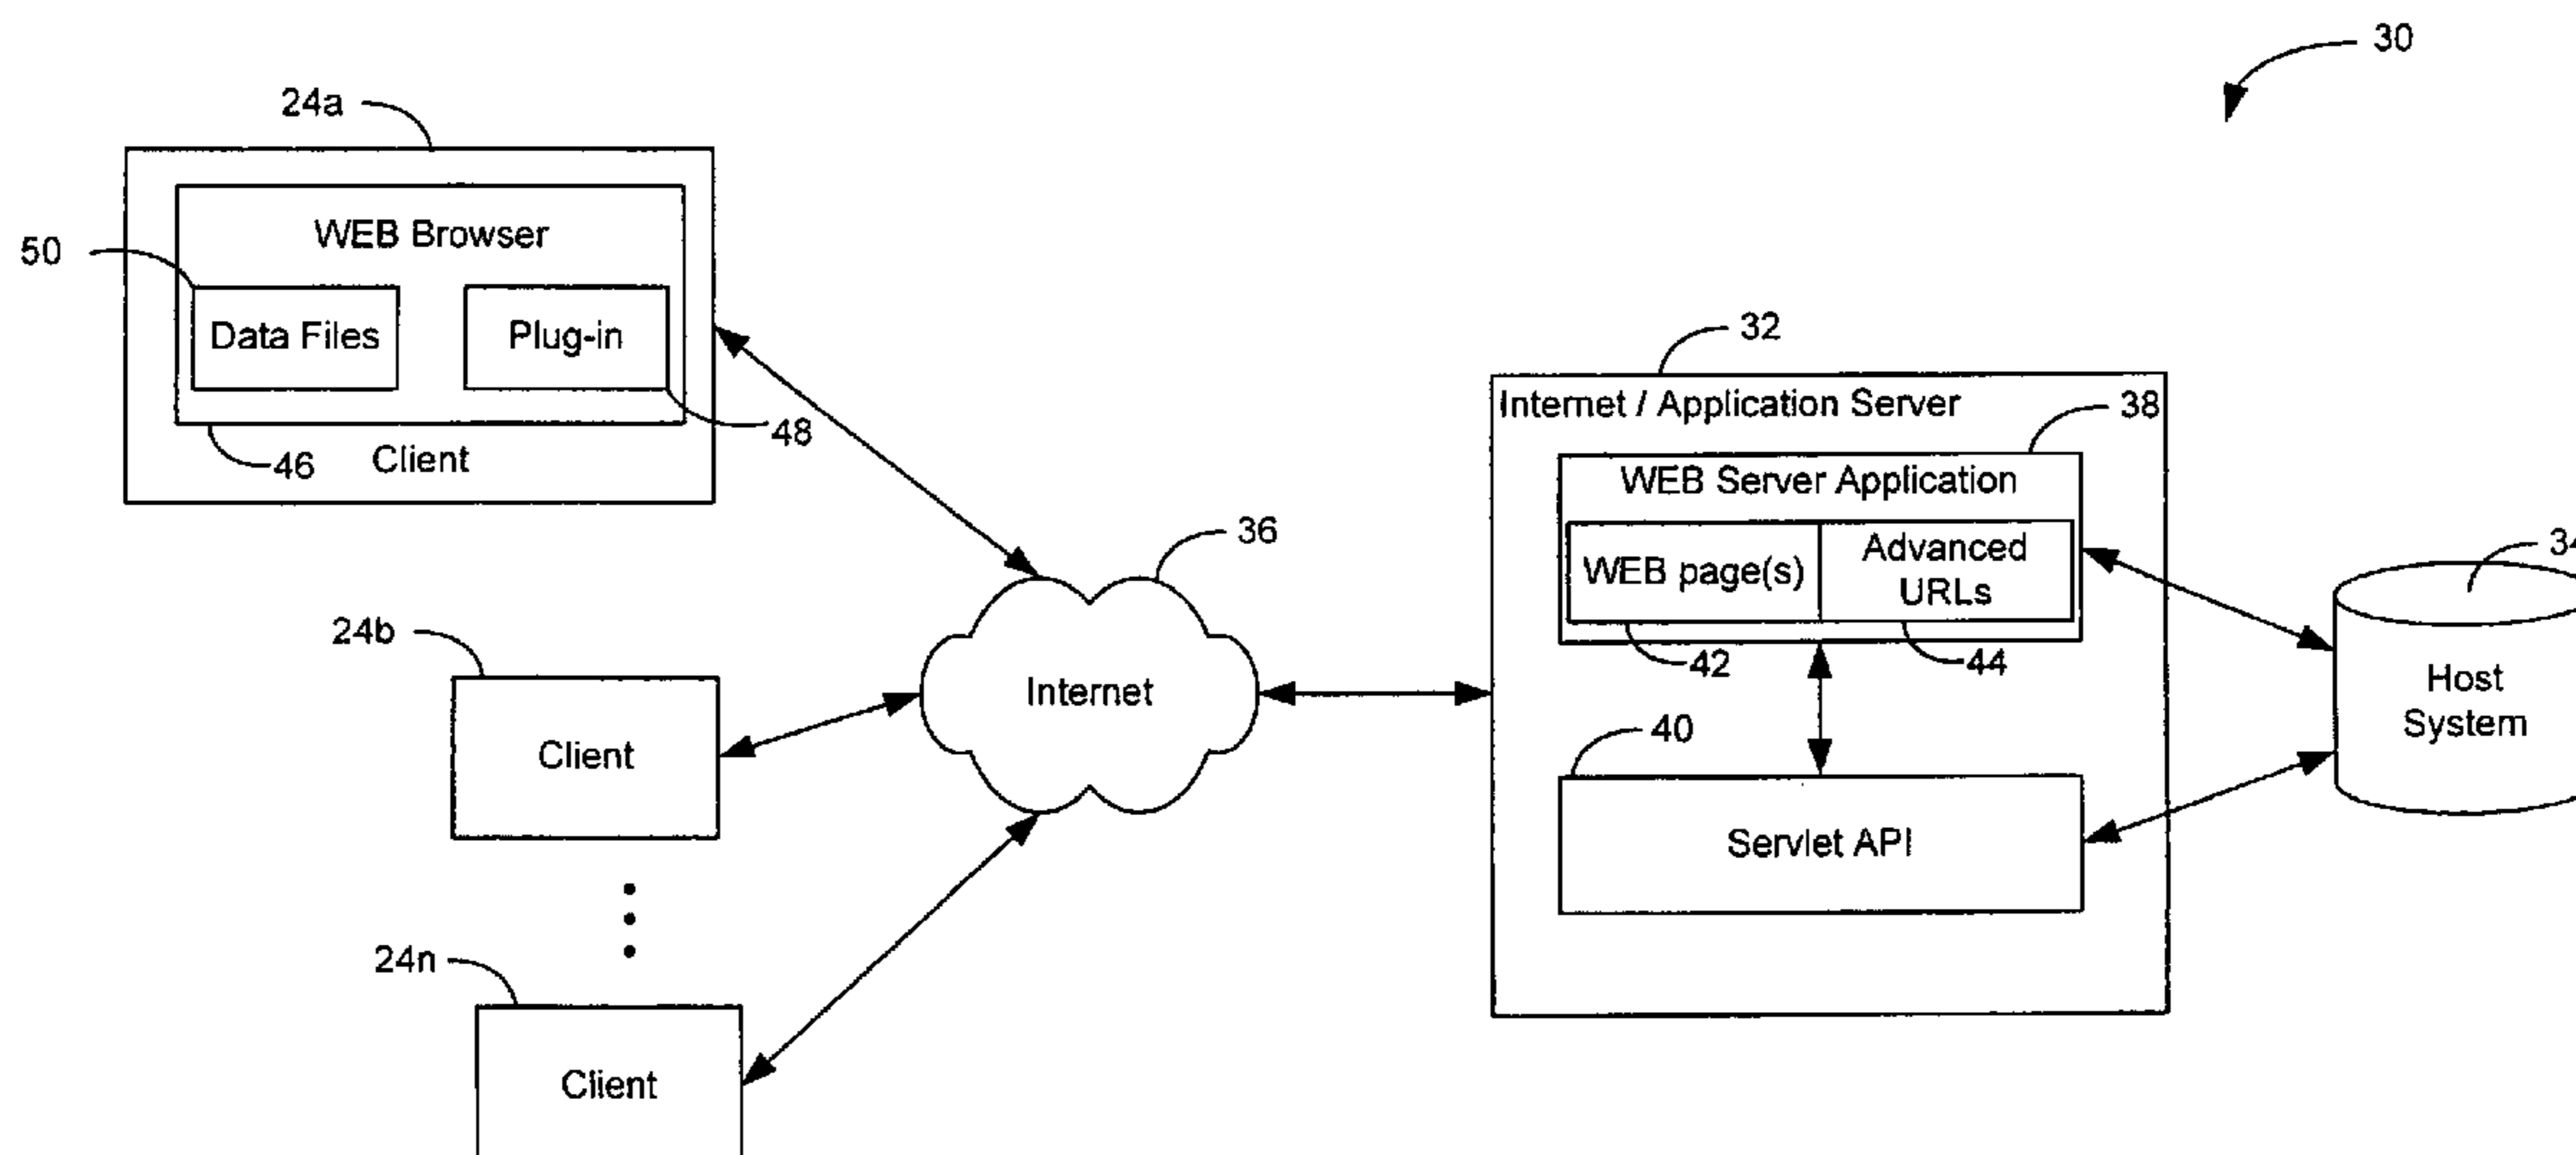 30
24a
WEB Browser
50
Data Files
Plug-in
48
46
Client
32
Internet / Application Server
38
WEB Server Application
WEB page(s)
Advanced
URLs
42
44
36
Internet
24b
Client
40
Servlet API
Host
System
24n
Client